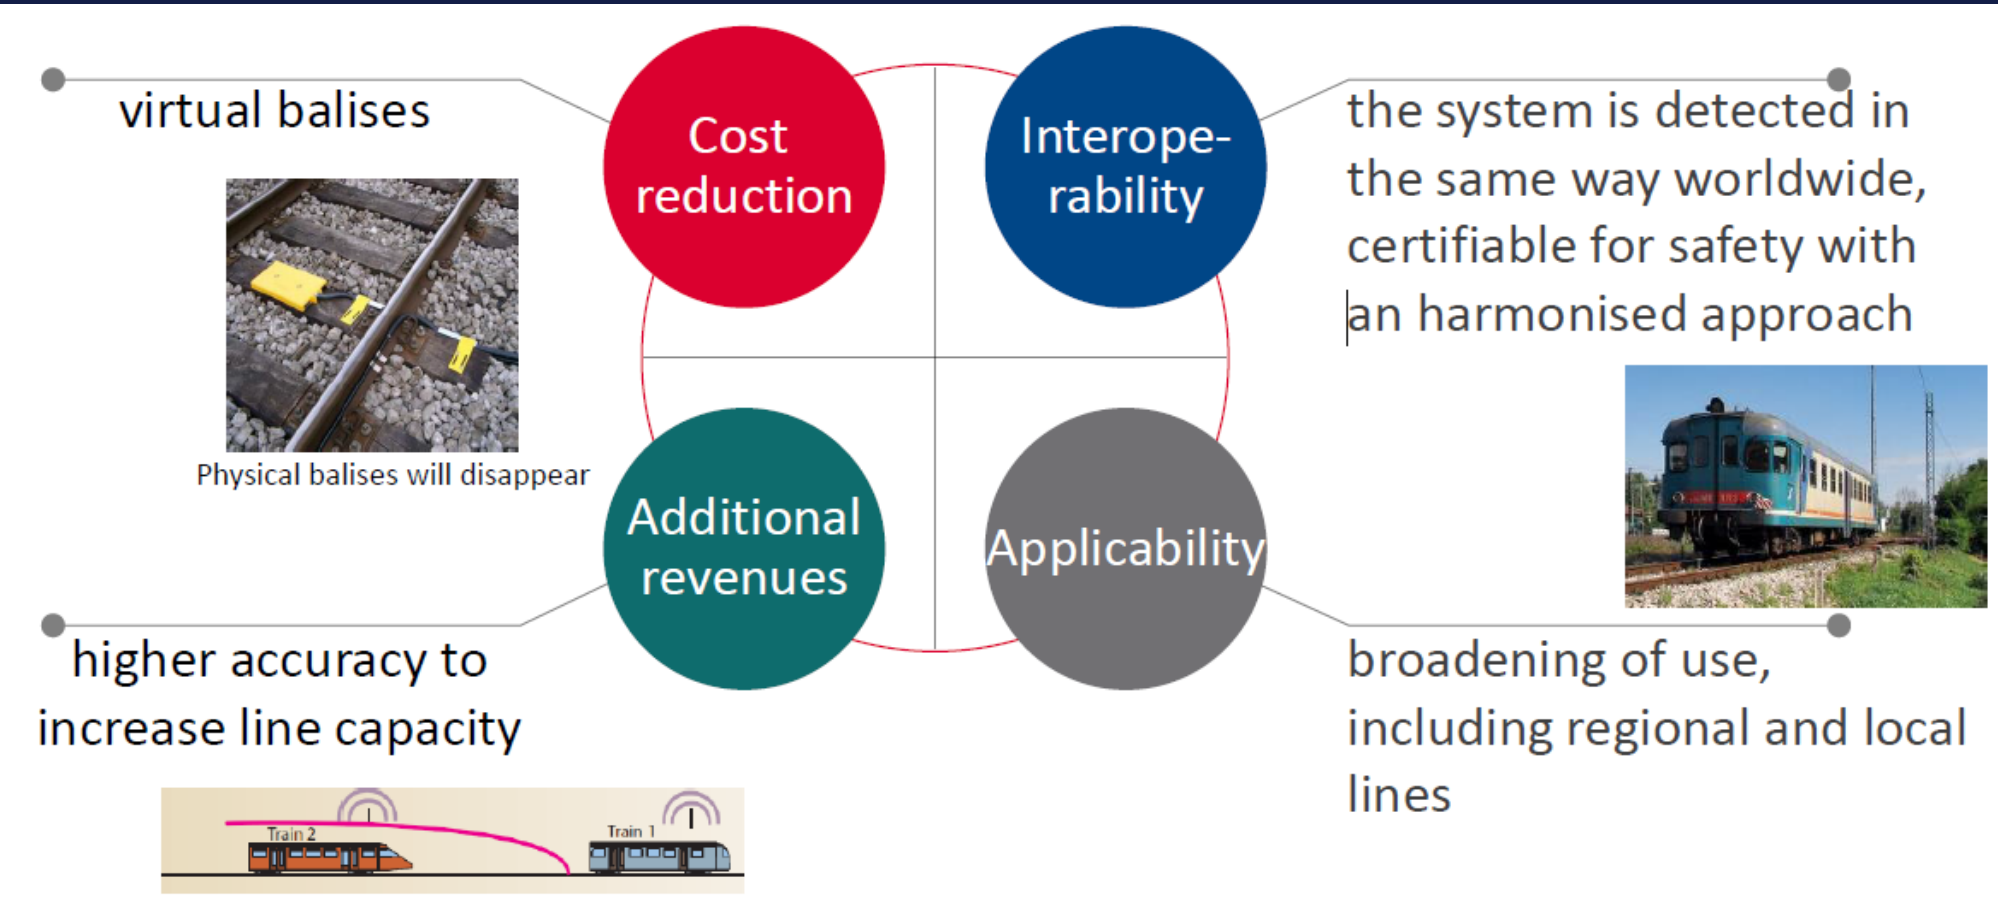 virtual balises
Physical balises will disappear
Cost
reduction
Interope-
rability
the system is detected in
the same way worldwide,
certifiable for safety with
an harmonised approach
Additional
revenues
higher accuracy to
increase line capacity
Train 2
Train 1
Applicability
broadening of use,
including regional and local
lines